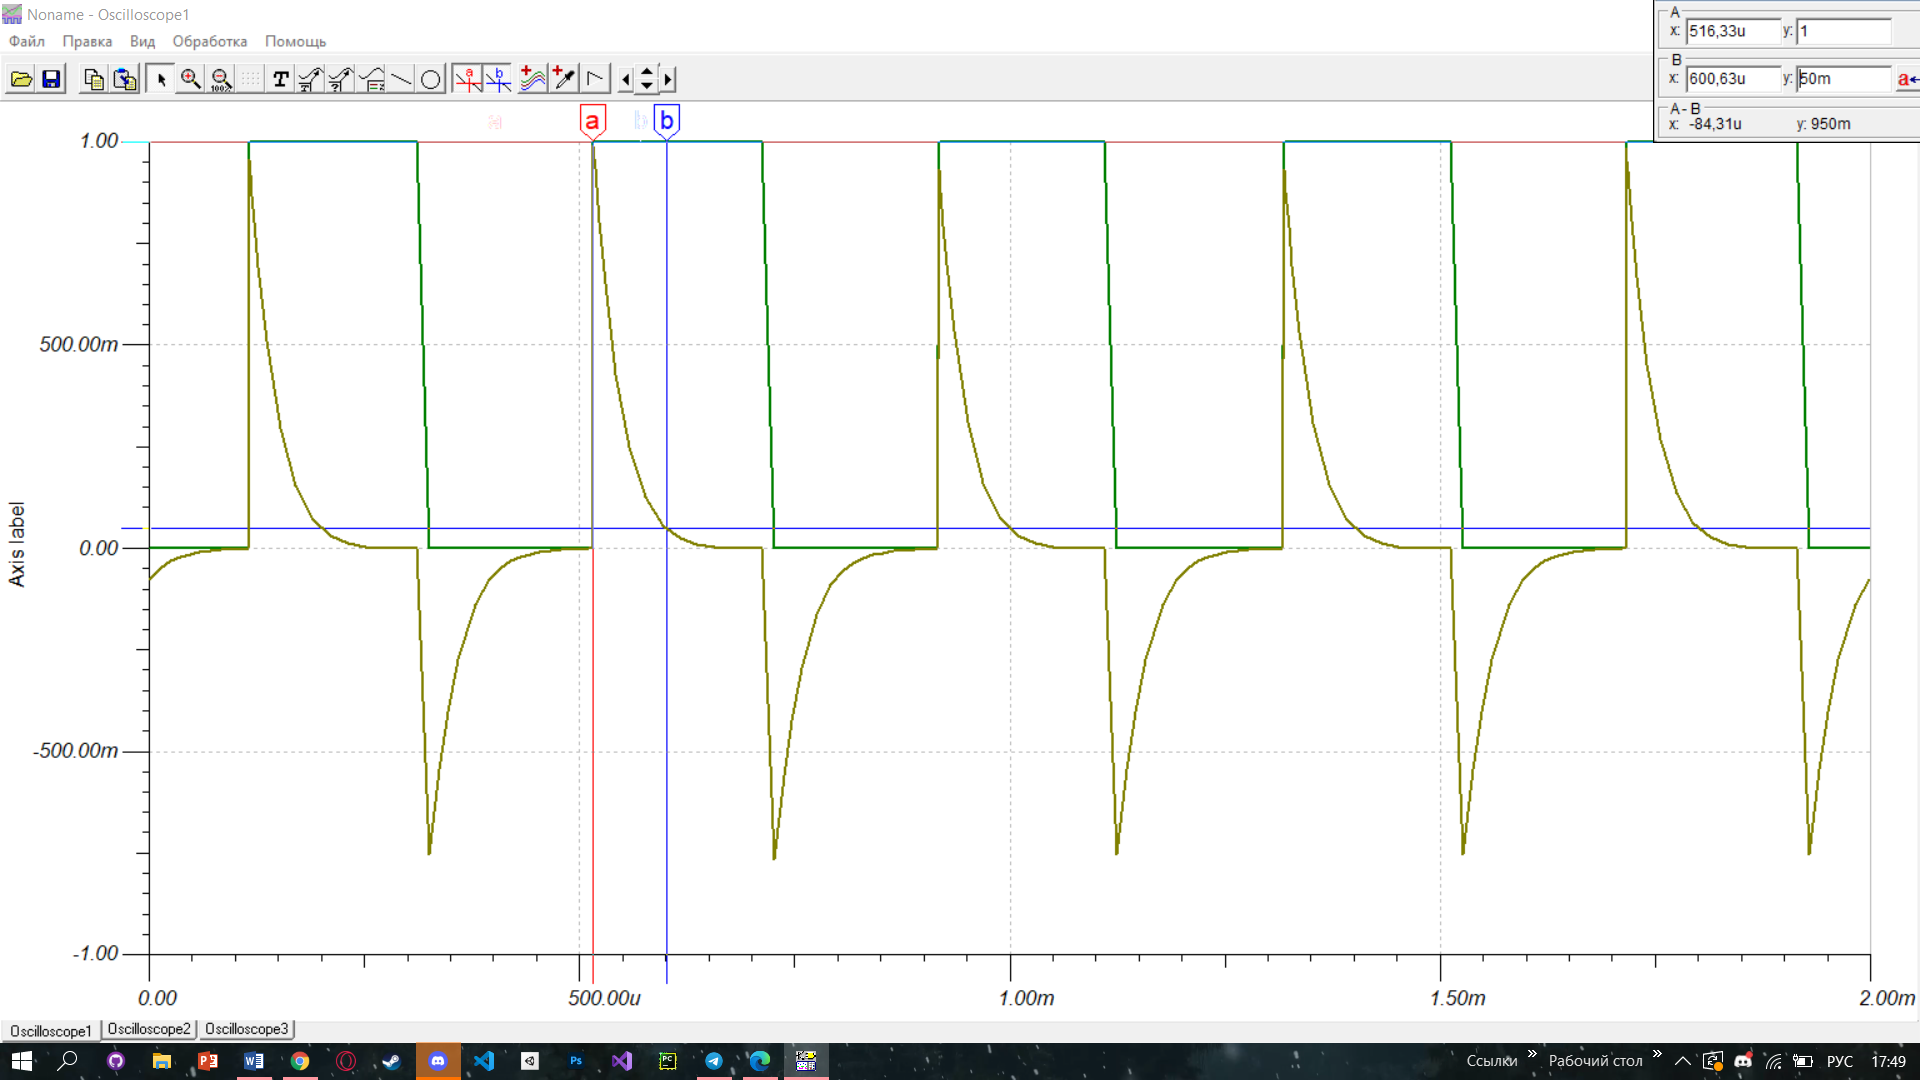 Noname - Oscilloscope1
Файл Правка Вид Обработка Помощь
A
x: 516,33u y: 1
B
x: 600,63u y: 50m a
A - B
x: -84,31u y: 950m
T 100% a b
a b
1.00
500.00m
0.00
-500.00m
-1.00
Axis label
0.00 500.00u 1.00m 1.50m 2.00m
Oscilloscope1 Oscilloscope2 Oscilloscope3
Ссылки » Рабочий стол » РУС 17:49